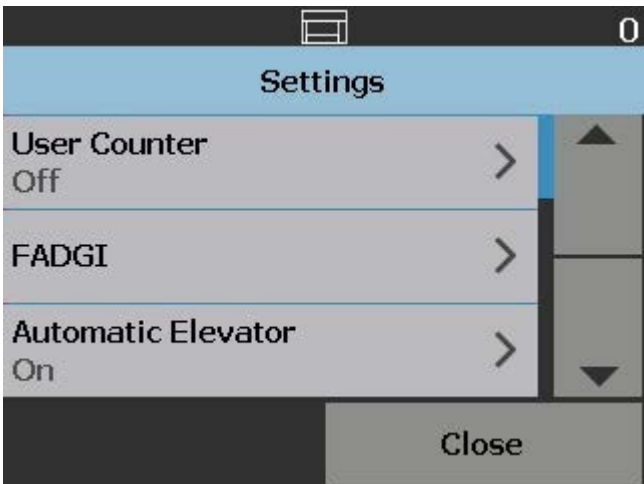 0
Settings
User Counter
Off
FADGI
Automatic Elevator
On
Close